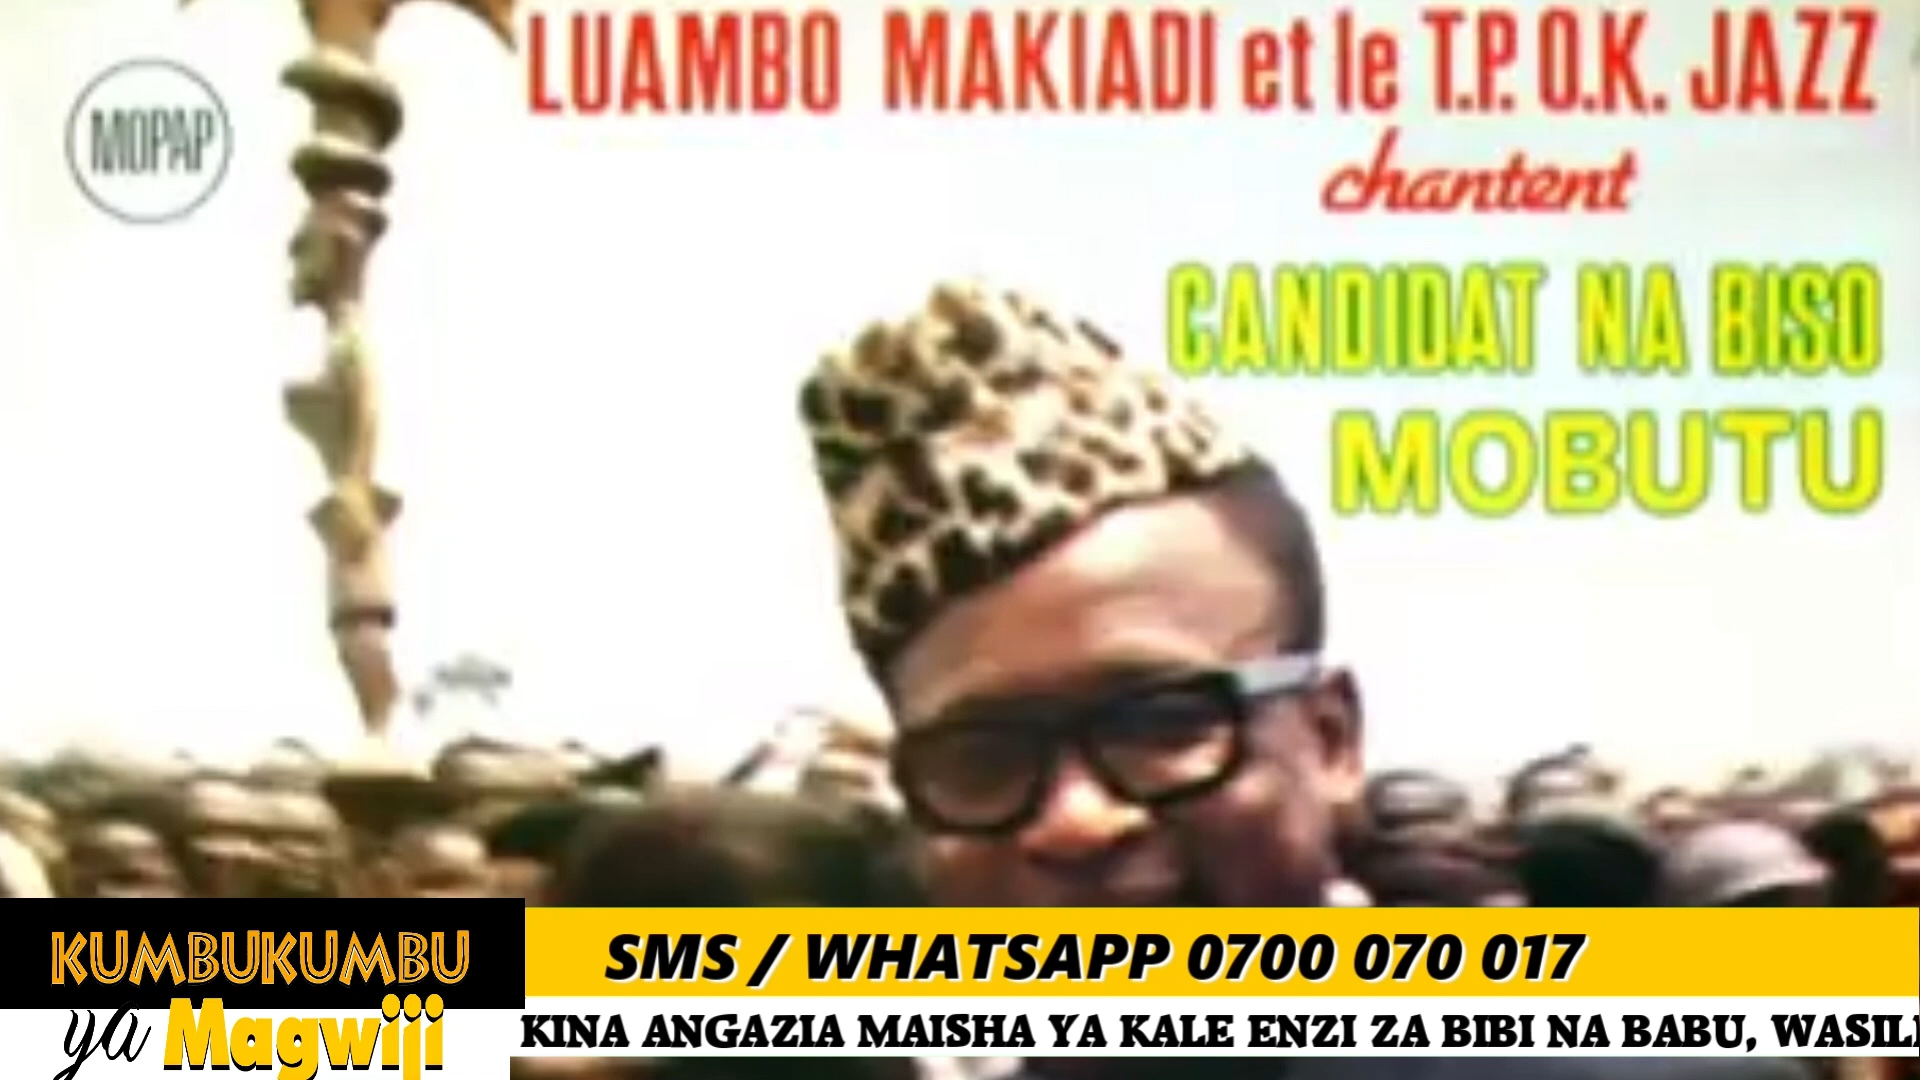 LUAMBO MAKIADI et le T.P.O.K. JAZZ
MOPAP
chantent
CANDIDAT NA BISO
MOBUTU
KUMBUKUMBU
ya Magwiji
SMS / WHATSAPP 0700 070 017
KINA ANGAZIA MAISHA YA KALE ENZI ZA BIBI NA BABU,